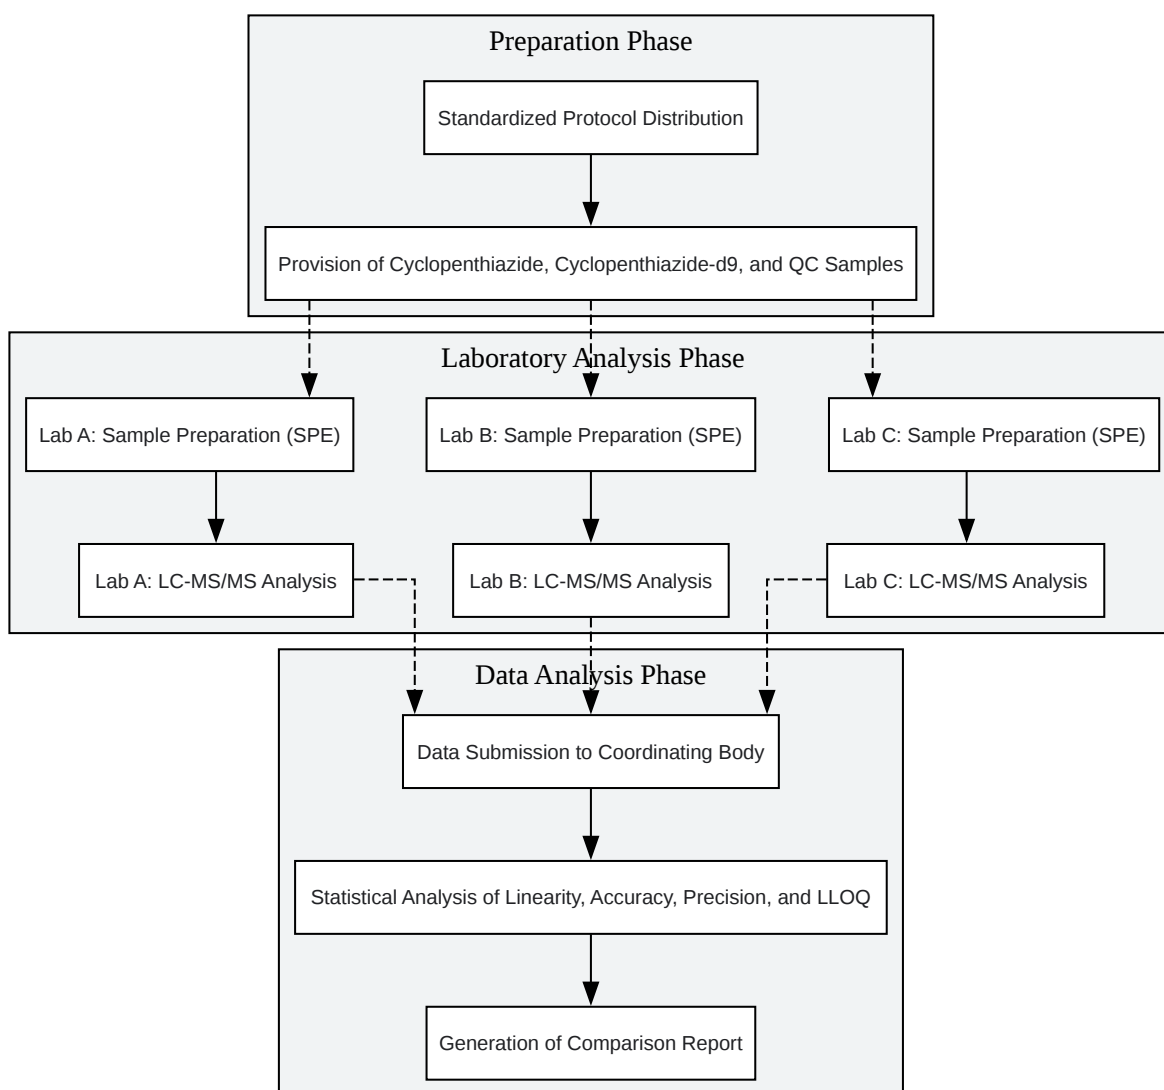 Preparation Phase
Standardized Protocol Distribution
Provision of Cyclopenthiazide, Cyclopenthiazide-d9, and QC Samples
Laboratory Analysis Phase
Lab A: Sample Preparation (SPE)
Lab B: Sample Preparation (SPE)
Lab C: Sample Preparation (SPE)
Lab A: LC-MS/MS Analysis
Lab B: LC-MS/MS Analysis
Lab C: LC-MS/MS Analysis
Data Analysis Phase
Data Submission to Coordinating Body
Statistical Analysis of Linearity, Accuracy, Precision, and LLOQ
Generation of Comparison Report